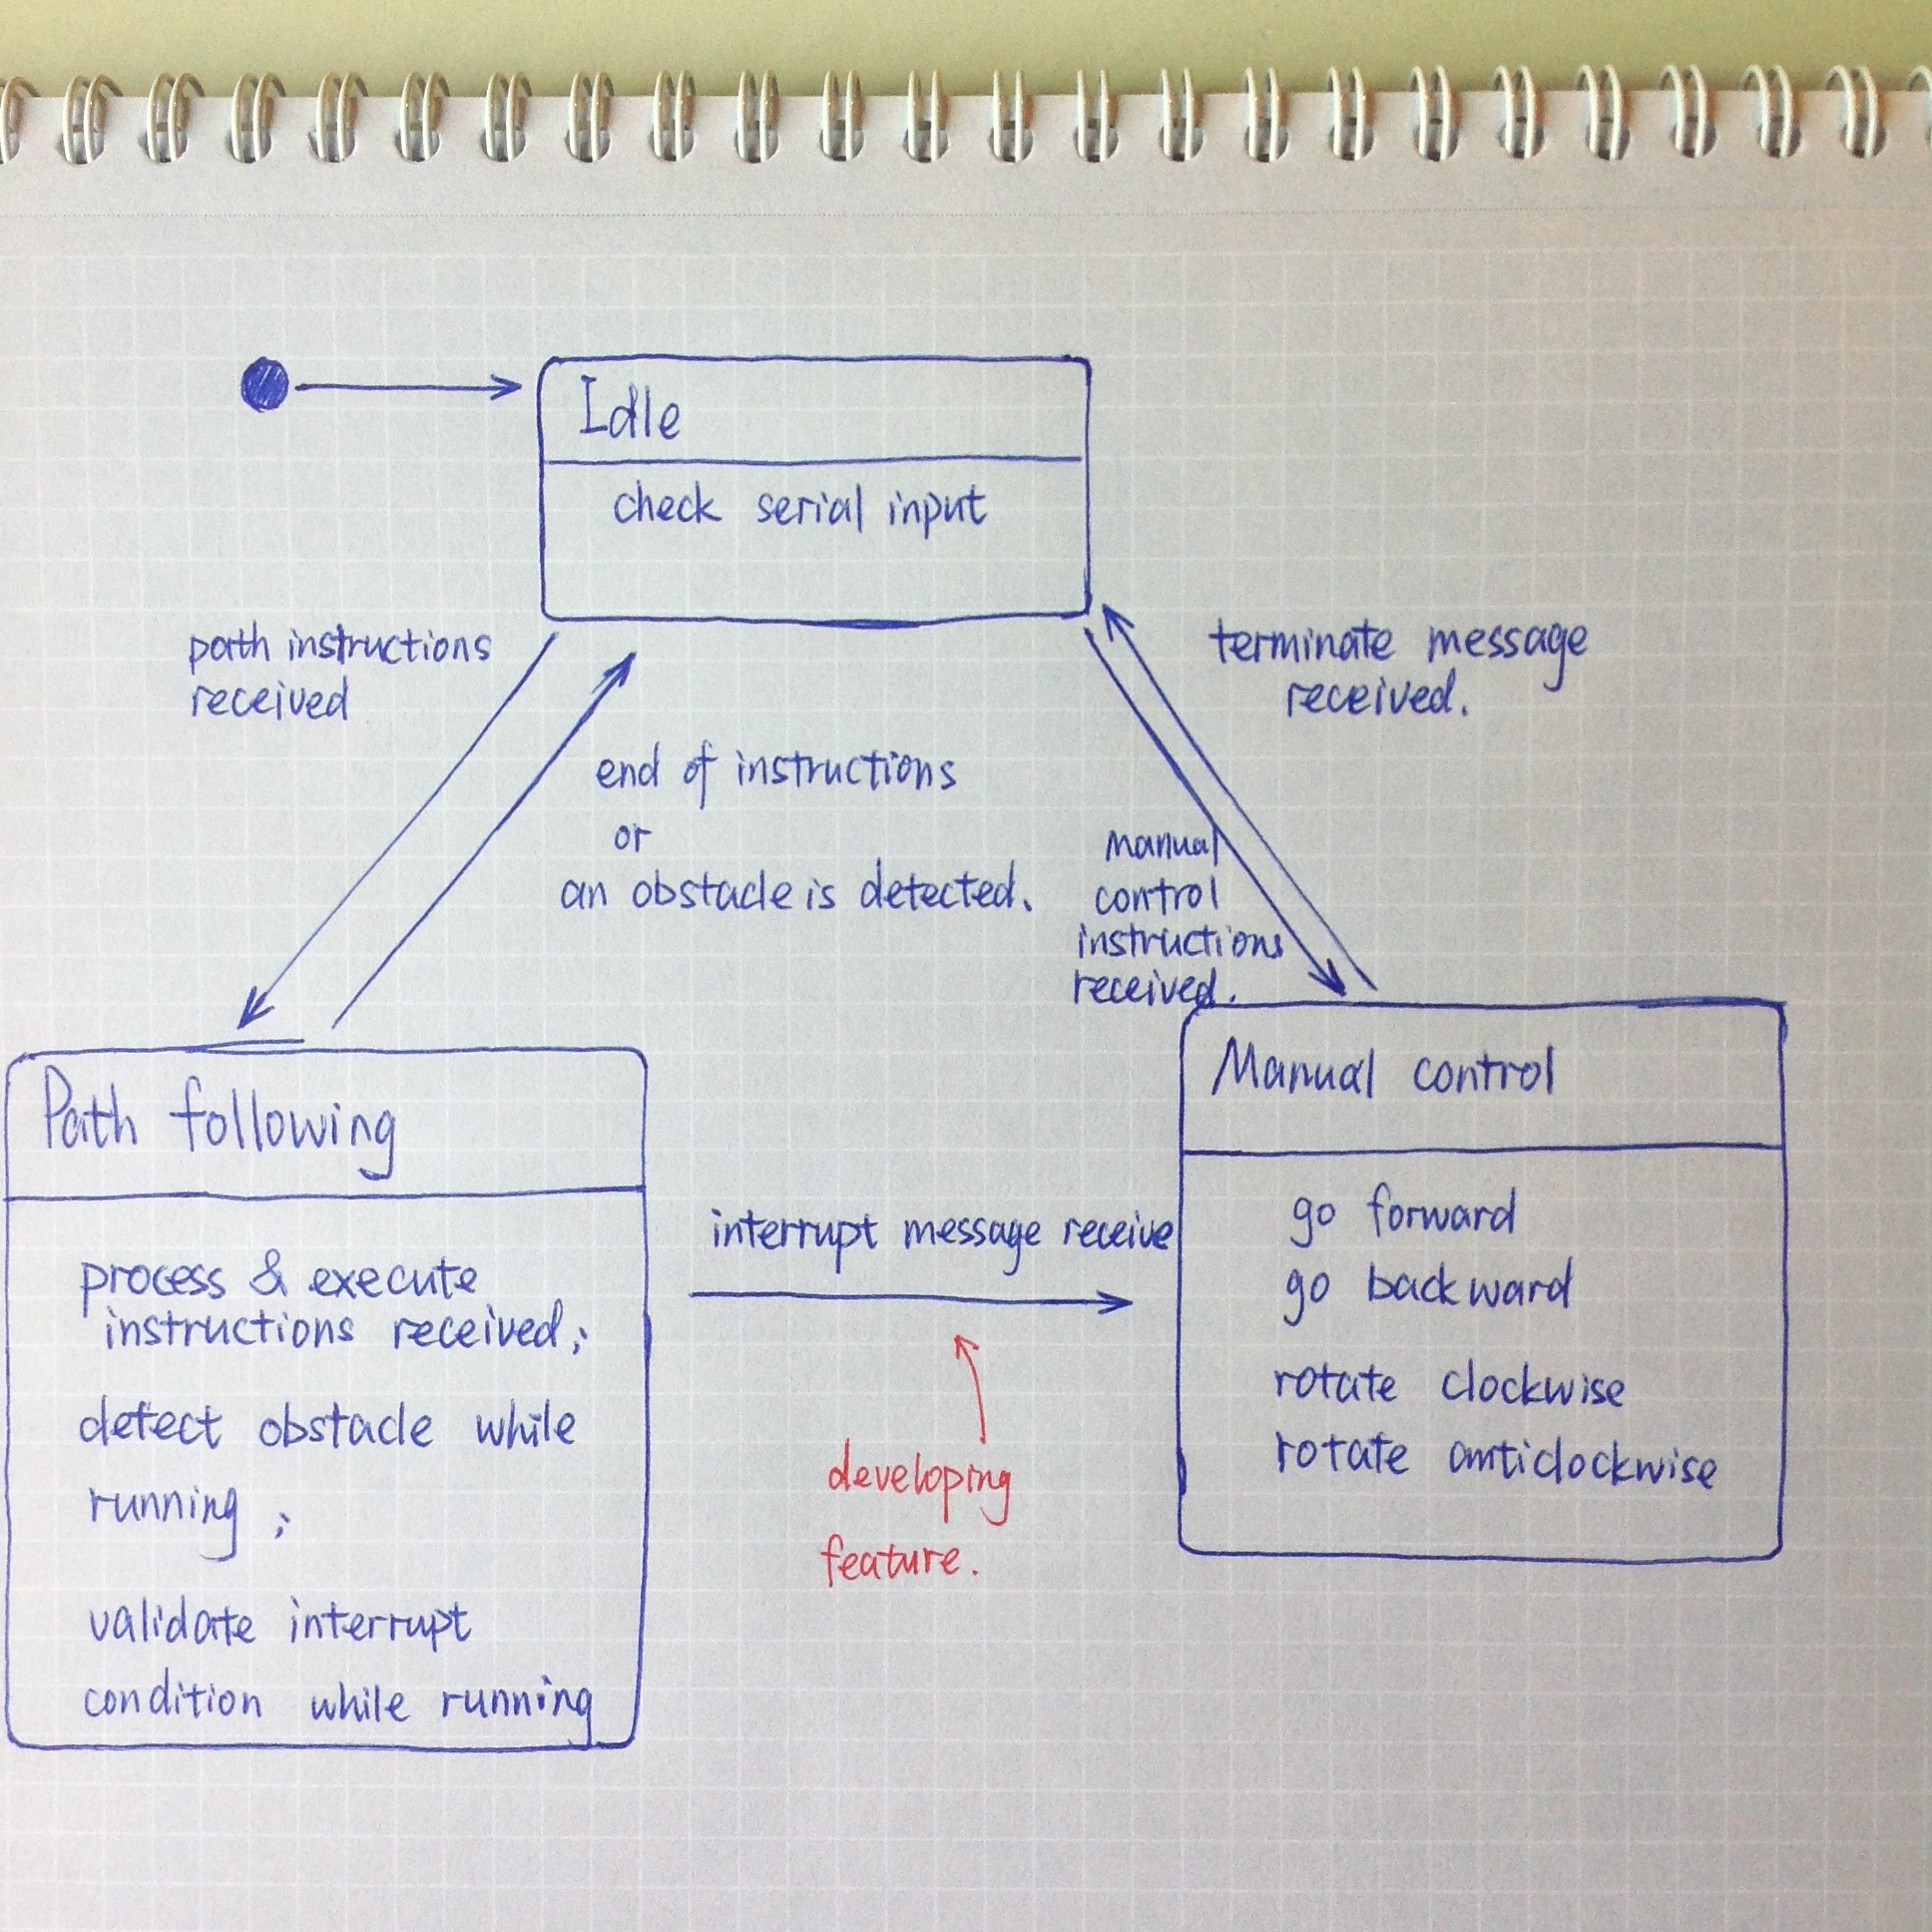 Idle
check serial input
path instructions
received
terminate message
received.
end of instructions
or
an obstacle is detected.
manual
control
instructions
received.
Path following
process & execute
instructions received;
detect obstacle while
running ;
validate interrupt
condition while running
interrupt message receive
developing
feature.
Manual control
go forward
go backward
rotate clockwise
rotate anticlockwise